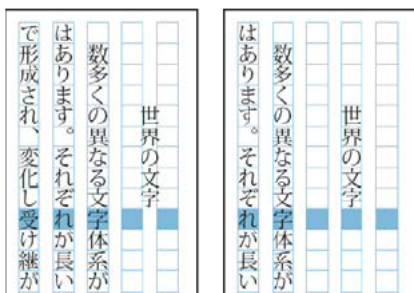 世界の文字
数多くの異なる文字体系が
はあります。それぞれが長い
で形成され、変化し受け継が
世界の文字
数多くの異なる文字体系が
はあります。それぞれが長い